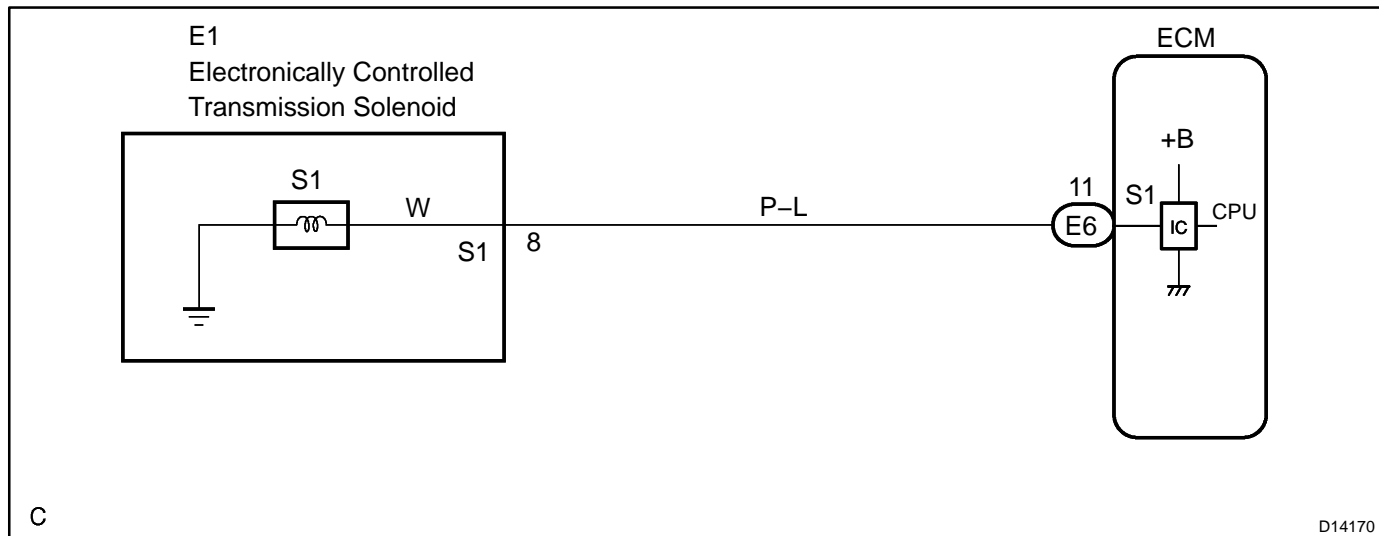 E1
Electronically Controlled
Transmission Solenoid
ECM
+B
S1
W
P–L
11
S1
CPU
E6
IC
S1
8
C
D14170